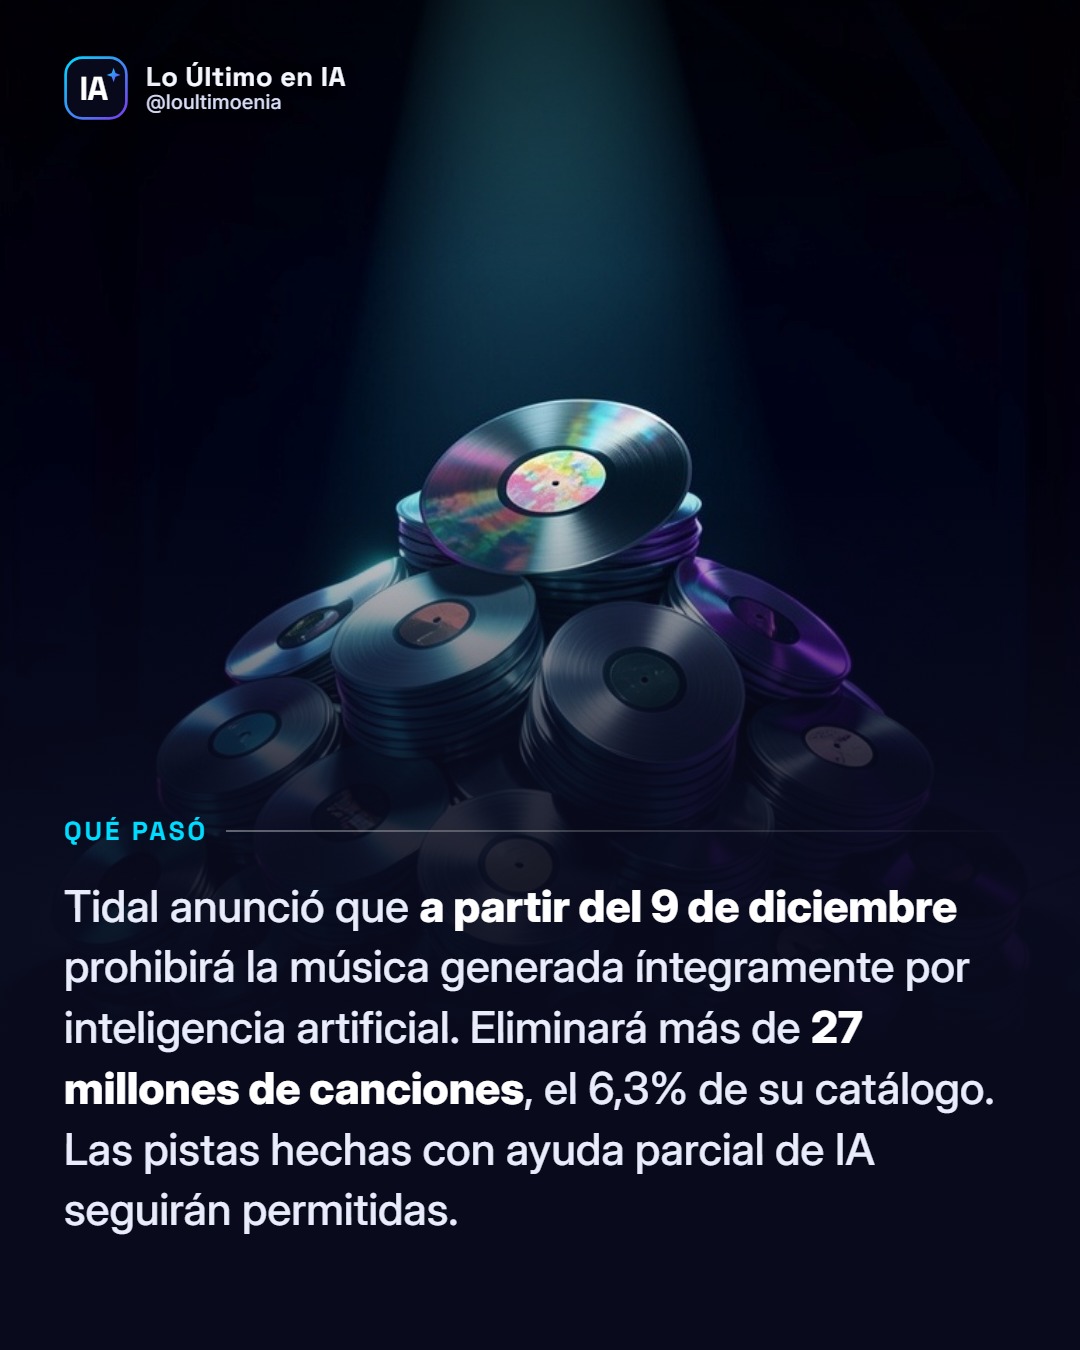 IA
Lo Último en IA
@loultimoenia
QUÉ PASÓ
Tidal anunció que a partir del 9 de diciembre
prohibirá la música generada íntegramente por
inteligencia artificial. Eliminará más de 27
millones de canciones, el 6,3% de su catálogo.
Las pistas hechas con ayuda parcial de IA
seguirán permitidas.